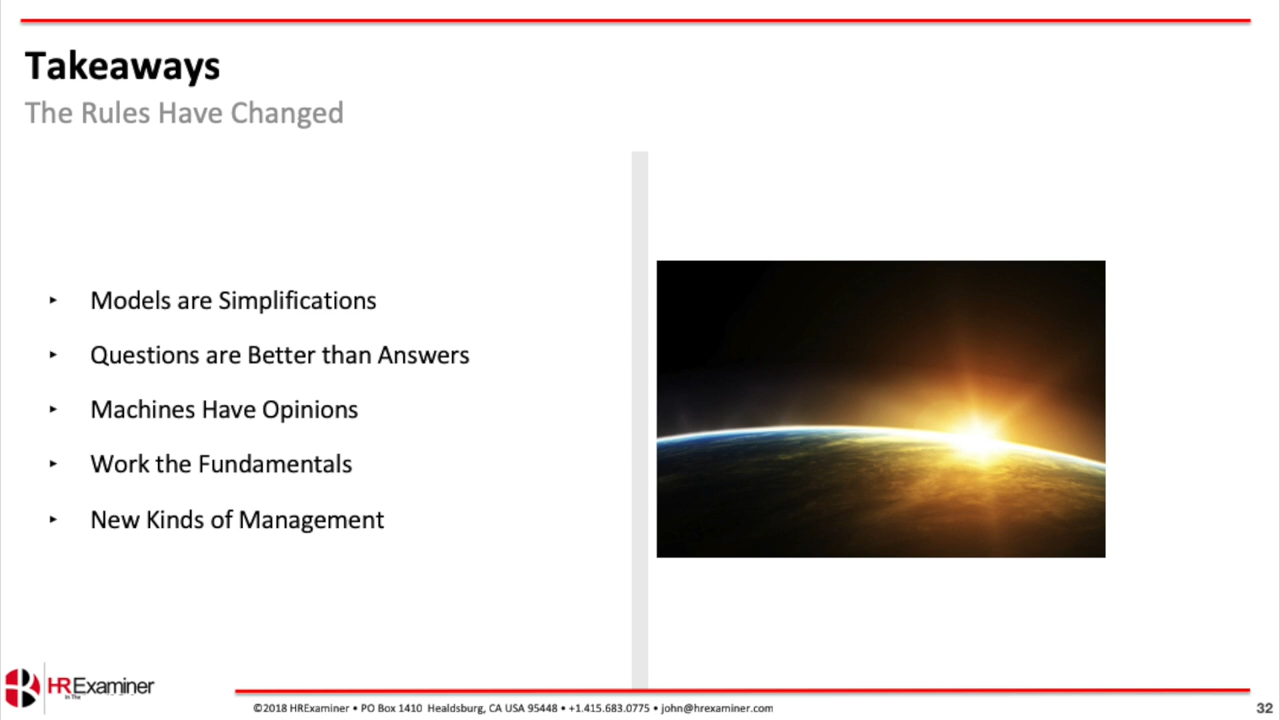 Takeaways
The Rules Have Changed
‣ Models are Simplifications
‣ Questions are Better than Answers
‣ Machines Have Opinions
‣ Work the Fundamentals
‣ New Kinds of Management
HRExaminer
In The
©2018 HRExaminer • PO Box 1410 Healdsburg, CA USA 95448 • +1.415.683.0775 • john@hrexaminer.com
32